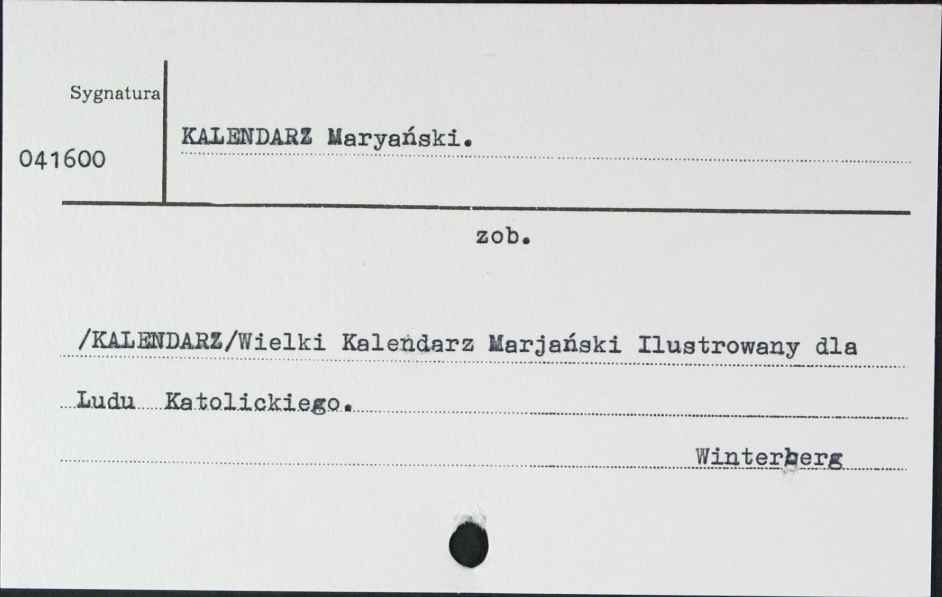 Sygnatura
KALENDARZ Maryański.
041600
zob.
/KALENDARZ/Wielki Kalendarz Marjański Ilustrowany dla
Ludu Katolickiego.
Winterberg